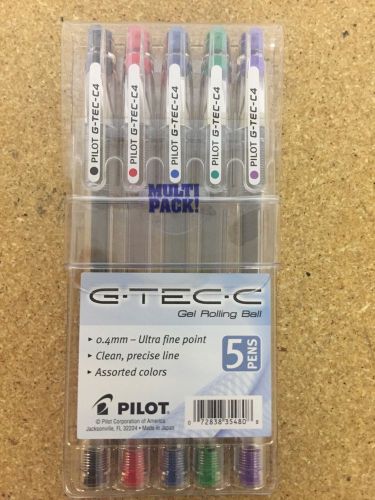 PILOT G-TEC-C4
PILOT G-TEC-C4
PILOT G-TEC-C4
PILOT G-TEC-C4
PILOT G-TEC-C4
MULTI
PACK!
G-TEC-C
Gel Rolling Ball
• 0.4mm – Ultra fine point
• Clean, precise line
• Assorted colors
5 PENS
PILOT
© Pilot Corporation of America
Jacksonville, FL 32224 • Made in Japan
0 72838 35480 8